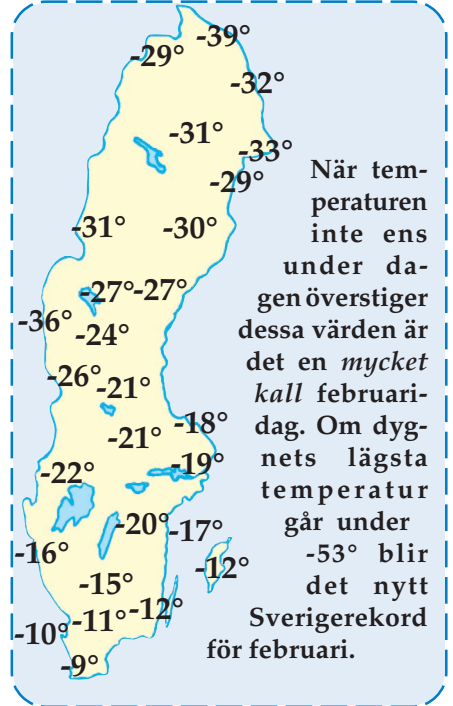 -39°
-29°
-32°
-31°
-33°
-29°
-31°
-30°
-27° -27°
-36°
-24°
-26°
-21°
-18°
-21°
-19°
-22°
-20°
-17°
-16°
-12°
-15°
-12°
-11°
-10°
-9°
När tem-
peraturen
inte ens
under da-
gen överstiger
dessa värden är
det en mycket
kall februari-
dag. Om dyg-
nets lägsta
temperatur
går under
-53° blir
det nytt
Sverigerekord
för februari.